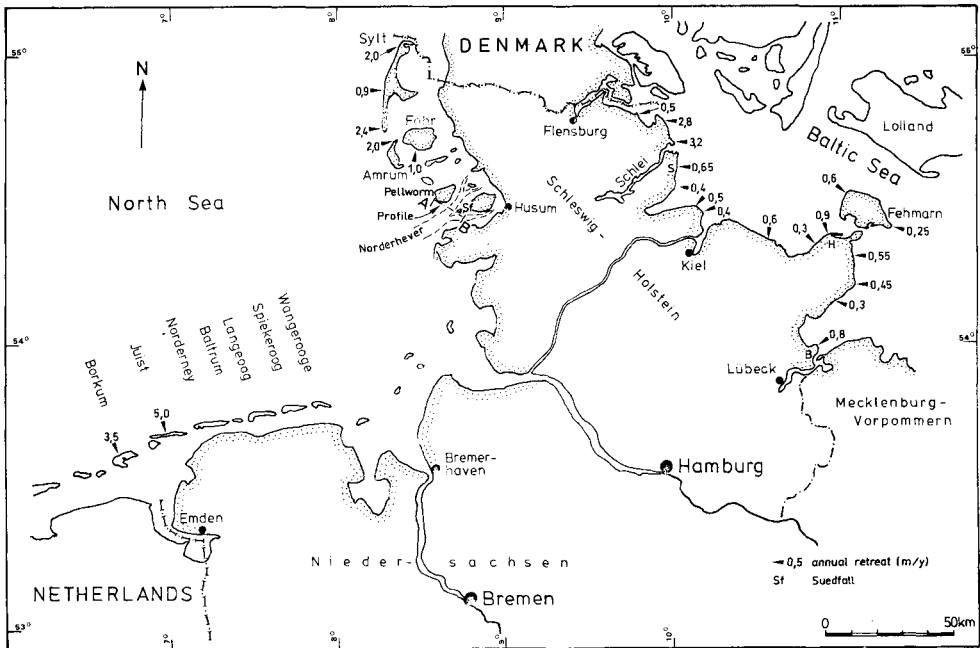 7°
8°
9°
10°
11°
55°
55°
Sylt
2,0
0,9
2,4
DENMARK
N
Föhr
2,0
1,0
Amrum
Pellworm
A
Profile
Sf
B
Norderhever
Husum
North Sea
Flensburg
0,5
2,8
3,2
Schlei
S
0,65
0,4
0,5
0,4
Schleswig-
Holstein
Kiel
0,6
0,3
0,9
H
Baltic Sea
Lolland
0,6
Fehmarn
0,25
0,55
0,45
0,3
0,8
B
Lübeck
Mecklenburg-
Vorpommern
54°
54°
Borkum
Juist
Norderney
Baltrum
Langeoog
Spiekeroog
Wangerooge
3,5
5,0
Bremer-
haven
Hamburg
Emden
Nieder- sachsen
NETHERLANDS
Bremen
0,5 annual retreat (m/y)
Sf Suedfall
0 50km
53°
53°
7°
8°
9°
10°
11°